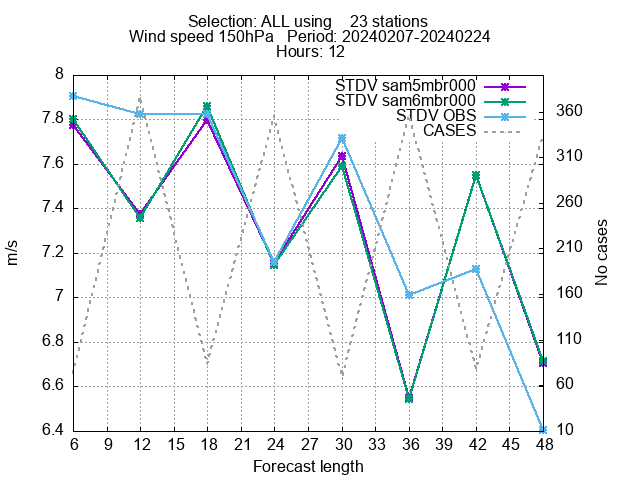 Selection: ALL using    23 stations
Wind speed 150hPa   Period: 20240207-20240224
Hours: 12
STDV sam5mbr000
STDV sam6mbr000
STDV OBS
CASES
8
7.8
7.6
7.4
7.2
7
6.8
6.6
6.4
m/s
360
310
260
210
160
110
60
10
No cases
6 9 12 15 18 21 24 27 30 33 36 39 42 45 48
Forecast length